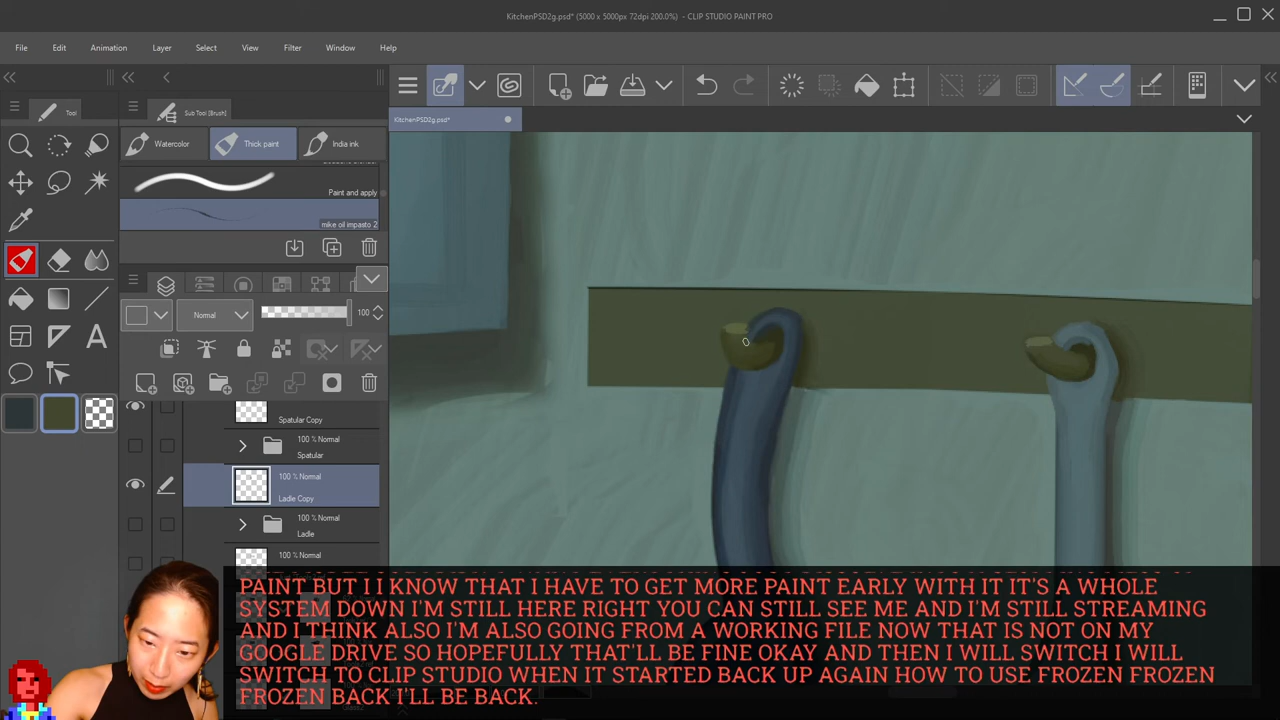 KitchenPSD2g.psd* (5000 x 5000px 72dpi 200.0%) - CLIP STUDIO PAINT PRO
File Edit Animation Layer Select View Filter Window Help
Tool
Sub Tool [Brush]
KitchenPSD2g.psd*
Watercolor Thick paint India ink
Paint and apply
mike oil impasto 2
Normal 100
Spatular Copy
100 % Normal
Spatular
100 % Normal
Ladle Copy
100 % Normal
Ladle
100 % Normal
PAINT BUT I I KNOW THAT I HAVE TO GET MORE PAINT EARLY WITH IT IT'S A WHOLE
SYSTEM DOWN I'M STILL HERE RIGHT YOU CAN STILL SEE ME AND I'M STILL STREAMING
AND I THINK ALSO I'M ALSO GOING FROM A WORKING FILE NOW THAT IS NOT ON MY
GOOGLE DRIVE SO HOPEFULLY THAT'LL BE FINE OKAY AND THEN I WILL SWITCH I WILL
SWITCH TO CLIP STUDIO WHEN IT STARTED BACK UP AGAIN HOW TO USE FROZEN FROZEN
FROZEN BACK I'LL BE BACK.